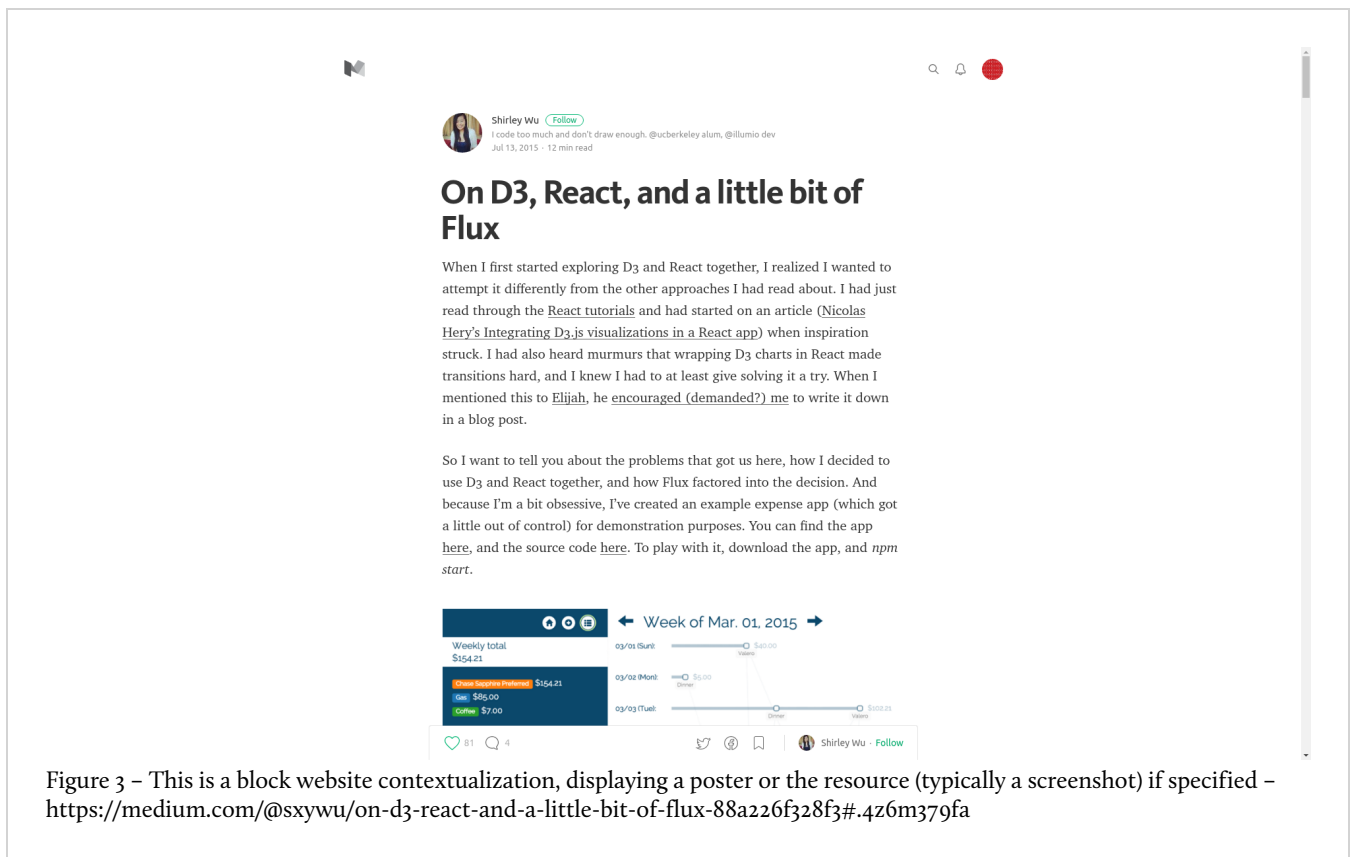 Shirley Wu Follow
I code too much and don't draw enough. @ucberkeley alum, @illumio dev
Jul 13, 2015 · 12 min read
On D3, React, and a little bit of
Flux
When I first started exploring D3 and React together, I realized I wanted to
attempt it differently from the other approaches I had read about. I had just
read through the React tutorials and had started on an article (Nicolas
Hery's Integrating D3.js visualizations in a React app) when inspiration
struck. I had also heard murmurs that wrapping D3 charts in React made
transitions hard, and I knew I had to at least give solving it a try. When I
mentioned this to Elijah, he encouraged (demanded?) me to write it down
in a blog post.
So I want to tell you about the problems that got us here, how I decided to
use D3 and React together, and how Flux factored into the decision. And
because I'm a bit obsessive, I've created an example expense app (which got
a little out of control) for demonstration purposes. You can find the app
here, and the source code here. To play with it, download the app, and npm
start.
Week of Mar. 01, 2015
Weekly total
$154.21
Chase Sapphire Preferred $154.21
Gas $85.00
Coffee $7.00
03/01 (Sun): $40.00
Valero
03/02 (Mon): $5.00
Dinner
03/03 (Tue): $102.21
Dinner Valero
81 4 Shirley Wu · Follow
Figure 3 – This is a block website contextualization, displaying a poster or the resource (typically a screenshot) if specified –
https://medium.com/@sxywu/on-d3-react-and-a-little-bit-of-flux-88a226f328f3#.4z6m379fa